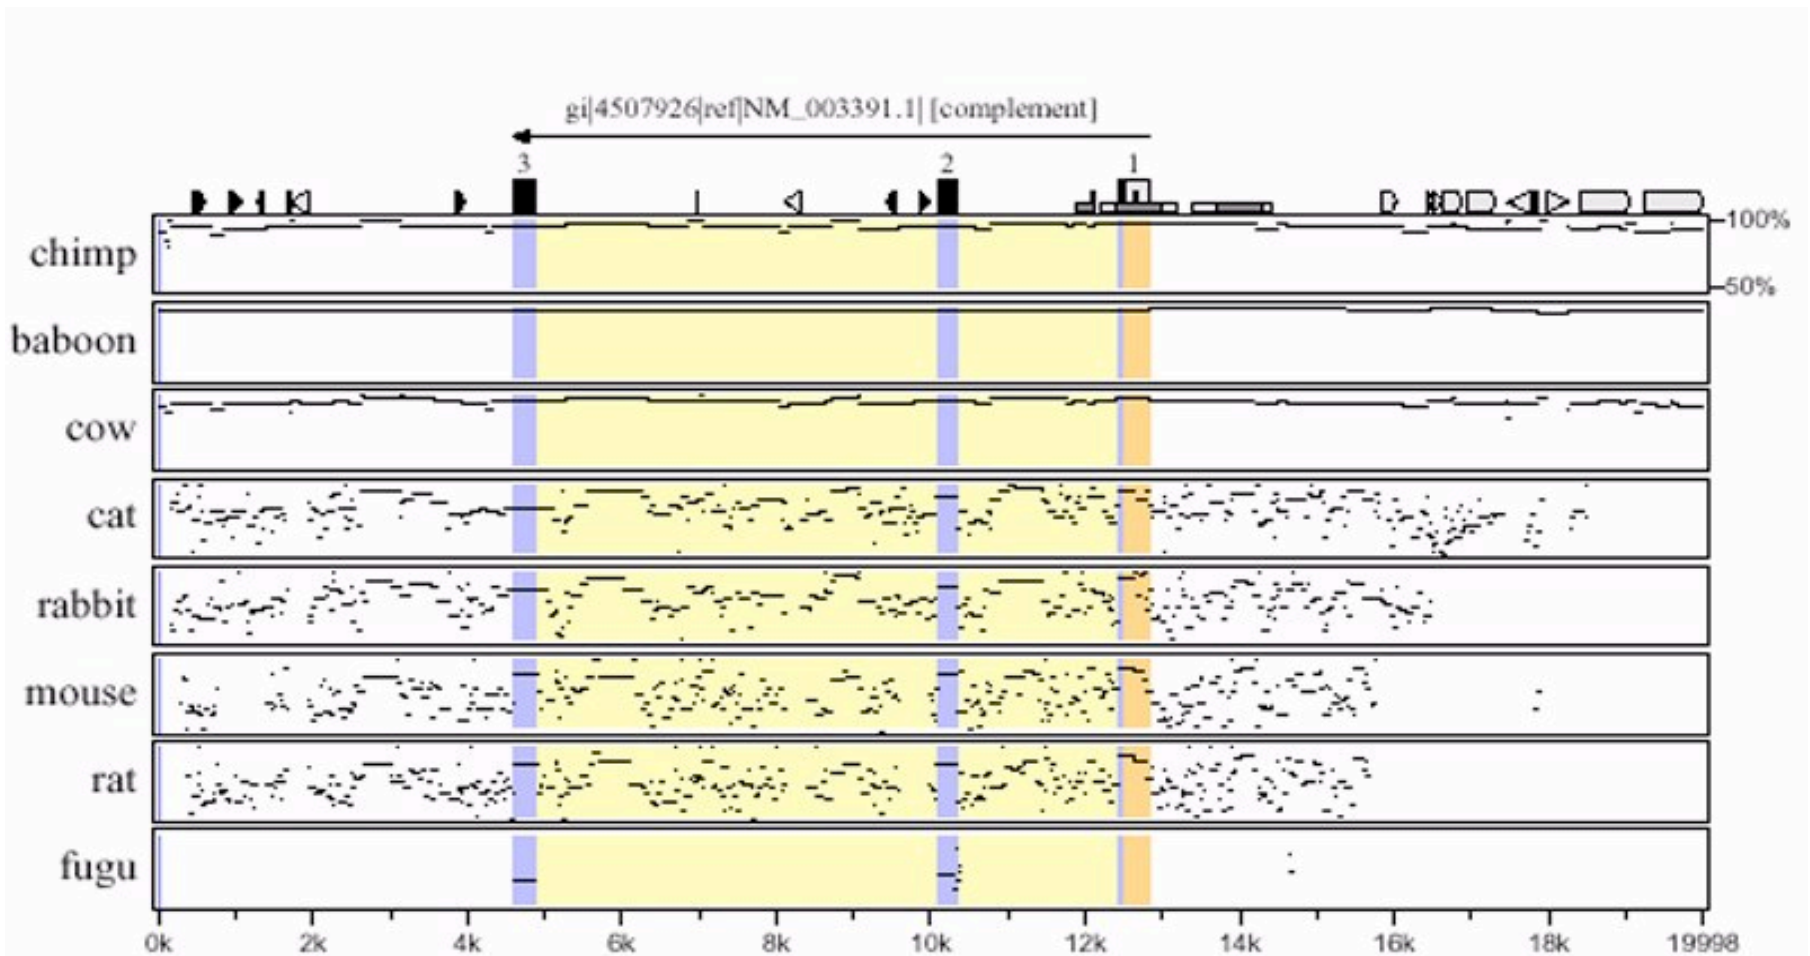 gi|4507926|ref|NM_003391.1| [complement]
3 2 1
100%
chimp
50%
baboon
cow
cat
rabbit
mouse
rat
fugu
0k 2k 4k 6k 8k 10k 12k 14k 16k 18k 19998